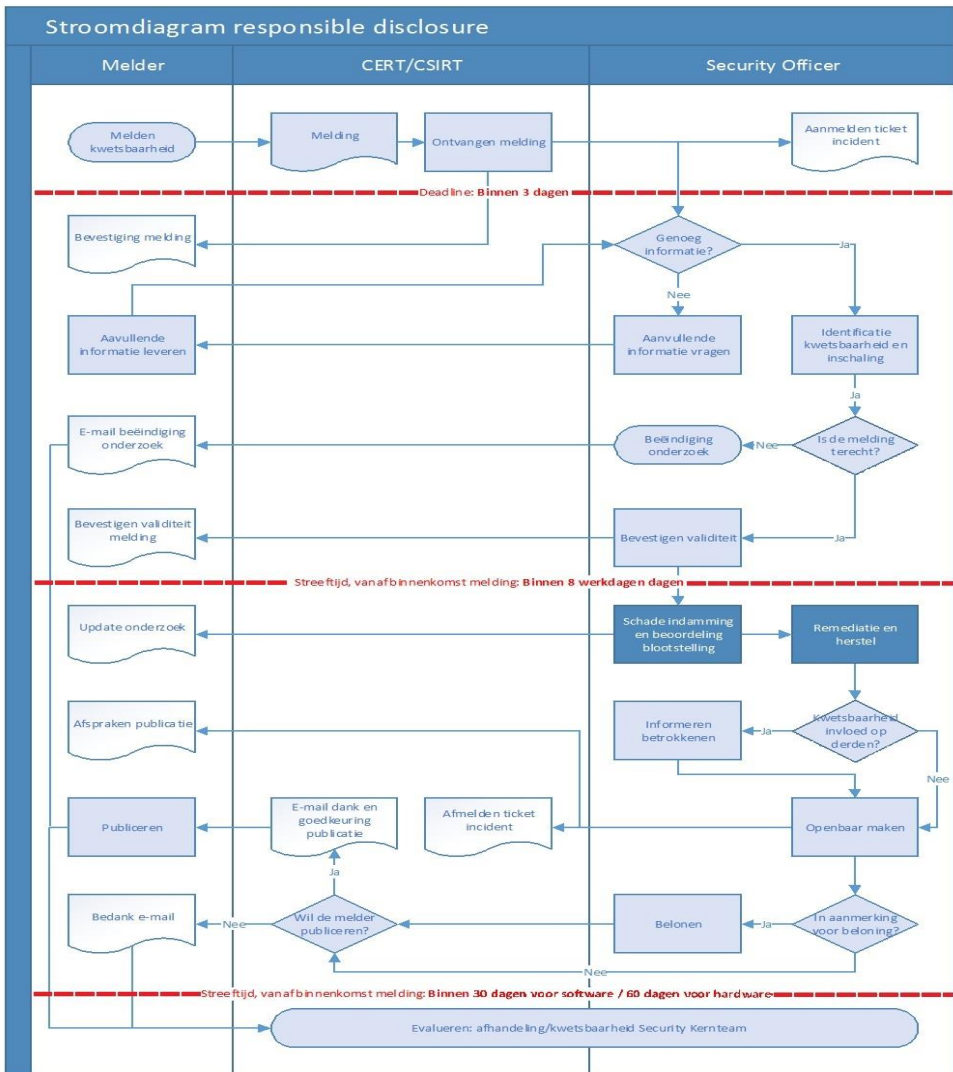 Stroomdiagram responsible disclosure
Melder
CERT/CSIRT
Security Officer
Melden
kwetsbaarheid
Melding
Ontvangen melding
Aanmelden ticket
incident
Deadline: Binnen 3 dagen
Bevestiging melding
Genoeg
informatie?
Ja
Nee
Aavullende
informatie leveren
Aanvullende
informatie vragen
Identificatie
kwetsbaarheid en
inschaling
Ja
E-mail beëindiging
onderzoek
Beëindiging
onderzoek
Nee
Is de melding
terecht?
Bevestigen validiteit
melding
Bevestigen validiteit
Ja
Streeftijd, vanaf binnenkomst melding: Binnen 8 werkdagen dagen
Update onderzoek
Schade indamming
en beoordeling
blootstelling
Remediatie en
herstel
Afspraken publicatie
Informeren
betrokkenen
Ja
Kwetsbaarheid
invloed op
derden?
Nee
Publiceren
E-mail dank en
goedkeuring
publicatie
Afmelden ticket
incident
Openbaar maken
Ja
Bedank e-mail
Nee
Wil de melder
publiceren?
Belonen
Ja
In aanmerking
voor beloning?
Nee
Streeftijd, vanaf binnenkomst melding: Binnen 30 dagen voor software / 60 dagen voor hardware
Evalueren: afhandeling/kwetsbaarheid Security Kernteam